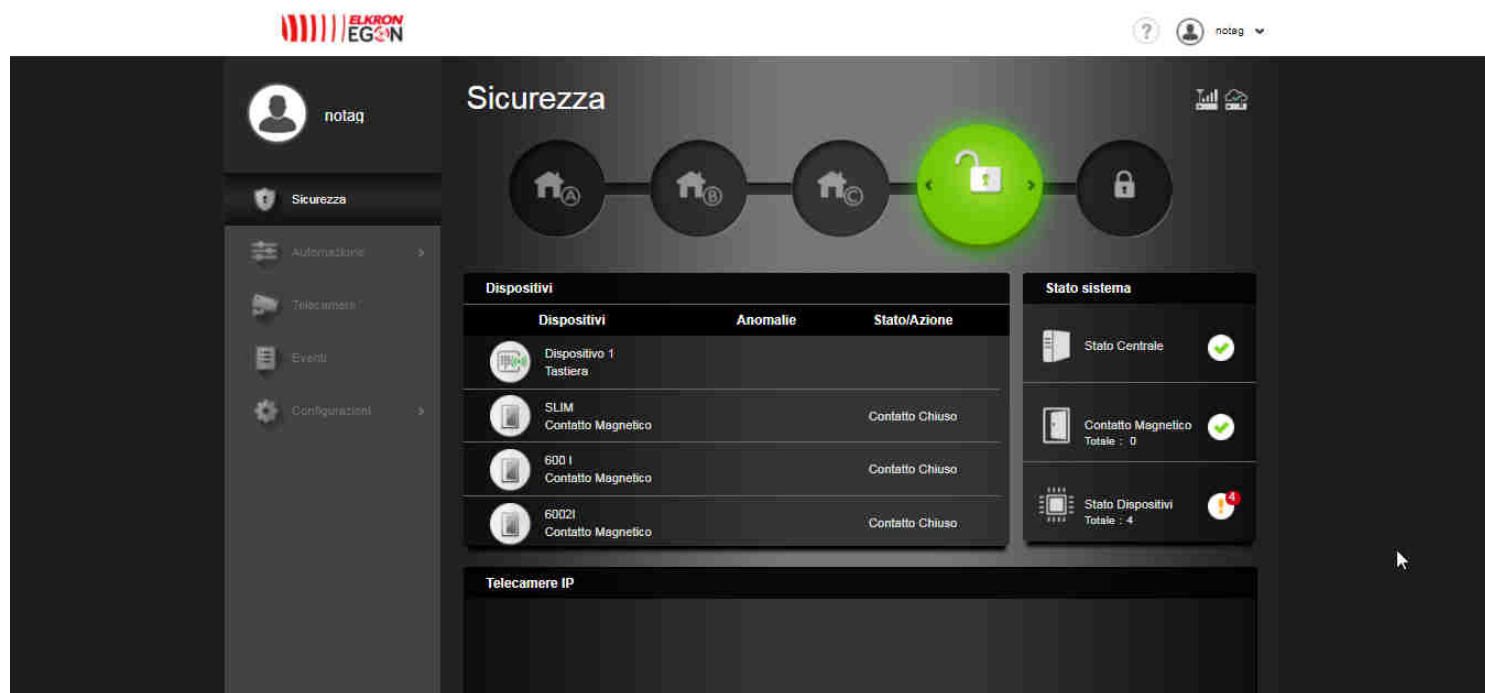 ELKRON
EGON
?
notag
notag
Sicurezza
A
B
C
Sicurezza
Automazione
Telecamere
Eventi
Configurazioni
Dispositivi
Dispositivi Anomalie Stato/Azione
Dispositivo 1
Tastiera
SLIM
Contatto Magnetico
Contatto Chiuso
600 I
Contatto Magnetico
Contatto Chiuso
6002I
Contatto Magnetico
Contatto Chiuso
Stato sistema
Stato Centrale
Contatto Magnetico
Totale : 0
Stato Dispositivi
Totale : 4
4
Telecamere IP